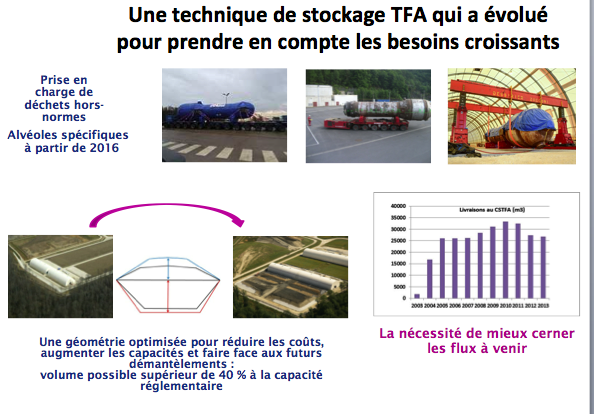 Une technique de stockage TFA qui a évolué
pour prendre en compte les besoins croissants
Prise en
charge de
déchets hors-
normes
Alvéoles spécifiques
à partir de 2016
Livraisons au CSTFA (m3)
40000
35000
30000
25000
20000
15000
10000
5000
0
2003 2004 2005 2006 2007 2008 2009 2010 2011 2012 2013
Une géométrie optimisée pour réduire les coûts,
augmenter les capacités et faire face aux futurs
démantèlements :
volume possible supérieur de 40 % à la capacité
réglementaire
La nécessité de mieux cerner
les flux à venir